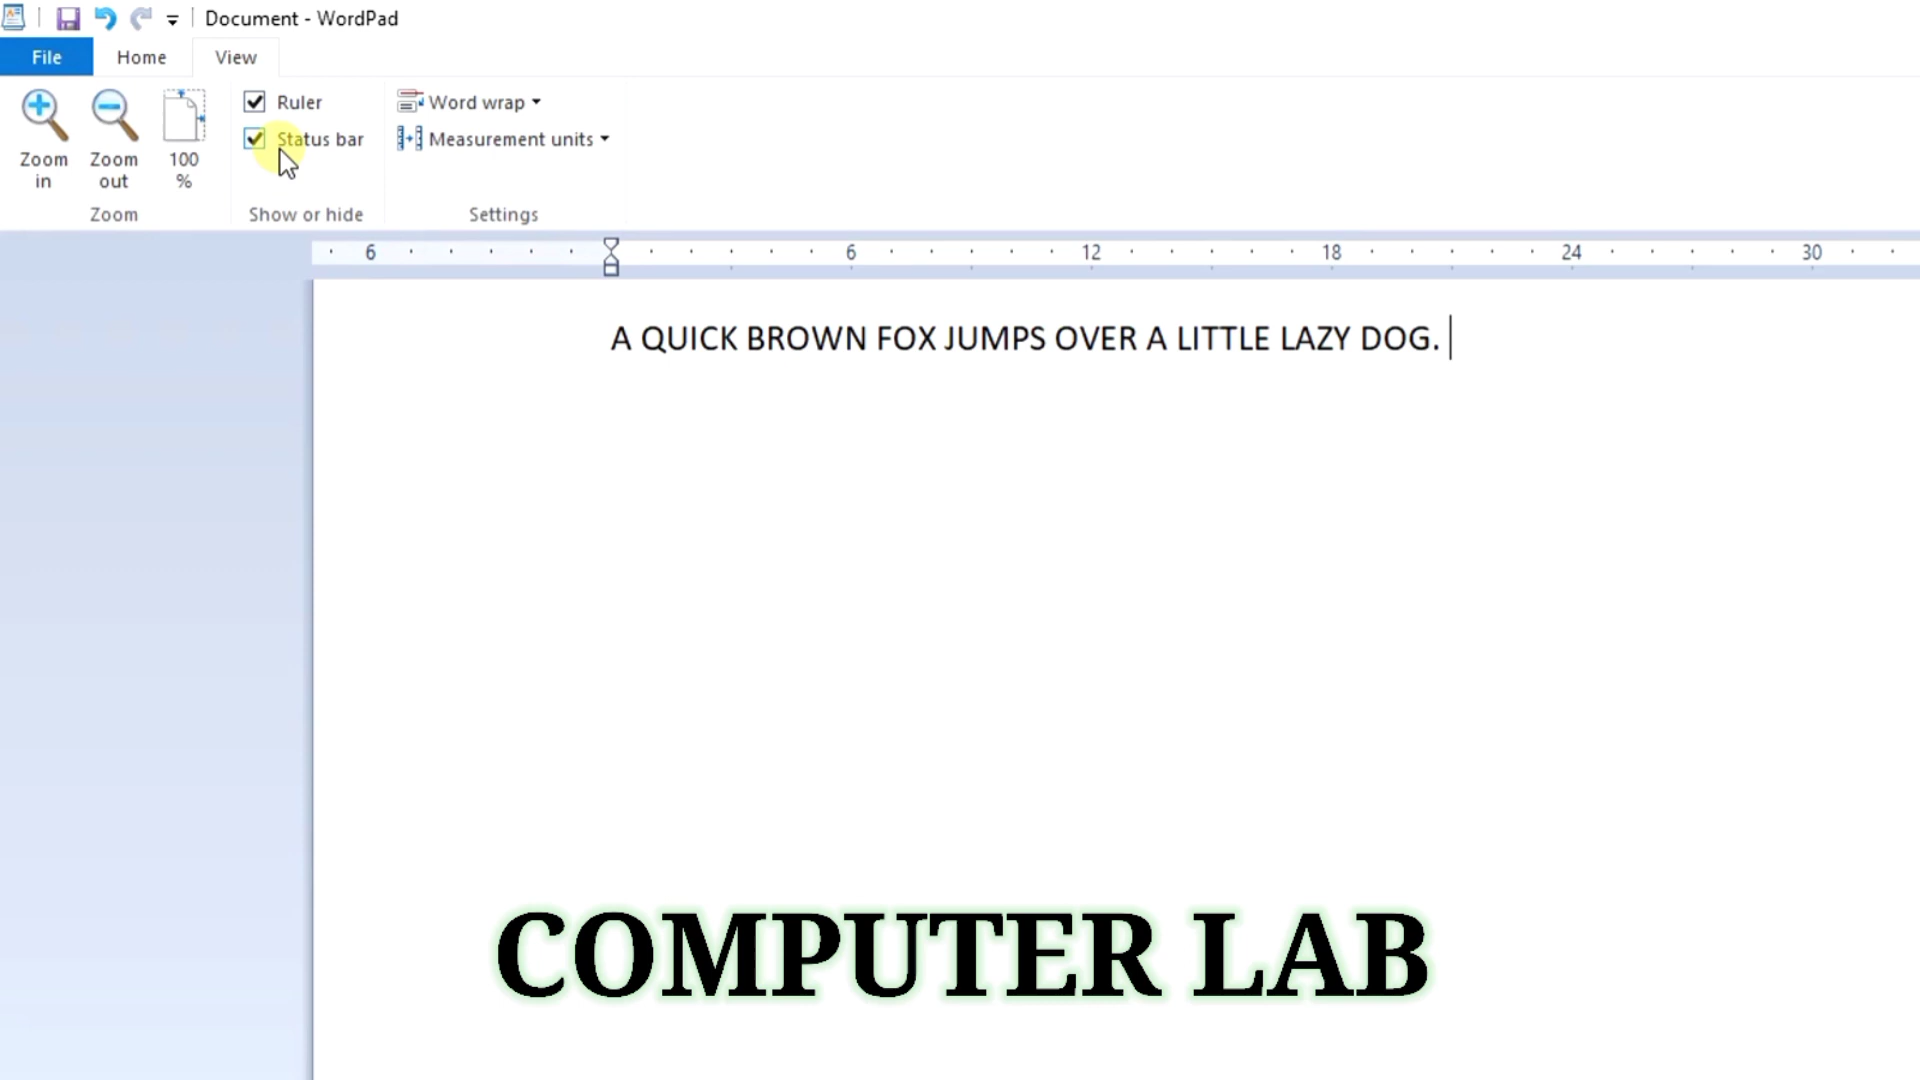 Document - WordPad
File Home View
Zoom in
Zoom out
100 %
Zoom
Ruler
Status bar
Show or hide
Word wrap
Measurement units
Settings
6 6 12 18 24 30
A QUICK BROWN FOX JUMPS OVER A LITTLE LAZY DOG.
COMPUTER LAB